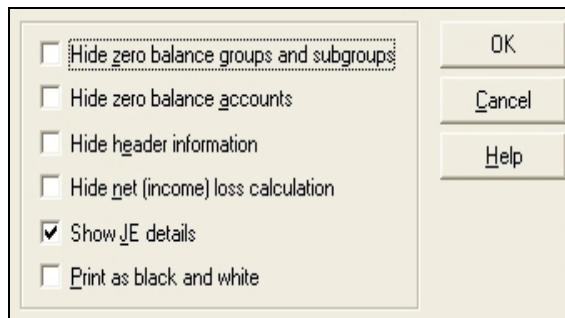 Hide zero balance groups and subgroups
Hide zero balance accounts
Hide header information
Hide net (income) loss calculation
Show JE details
Print as black and white
OK
Cancel
Help